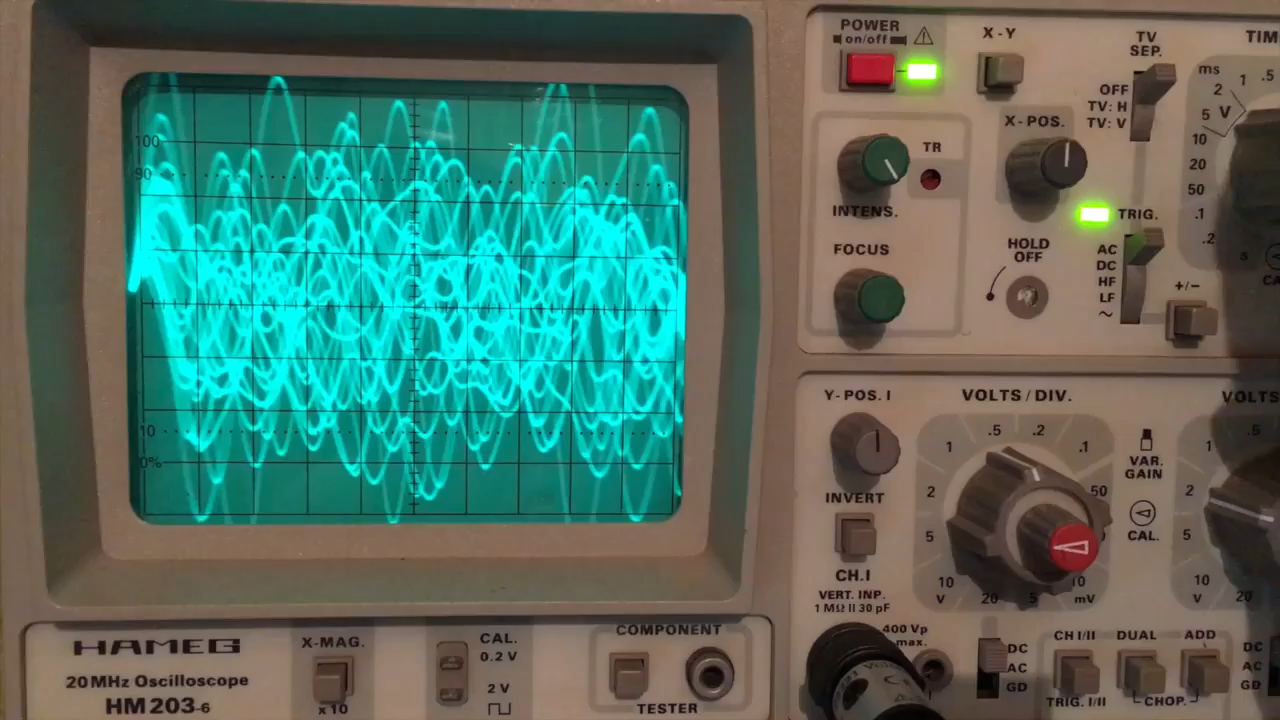 POWER
on/off
X-Y
TV
SEP.
TIM
ms
2
1
.5
5
V
10
20
50
.1
.2
s
OFF
TV: H
TV: V
X-POS.
TR
INTENS.
TRIG.
FOCUS
HOLD
OFF
AC
DC
HF
LF
~
+/-
CA
100
90
10
0%
Y-POS. I
VOLTS/DIV.
VOLTS
.5
.2
1
.1
2
50
5
10
V
20
5
10
mV
VAR.
GAIN
CAL.
.5
1
2
5
10
V
20
INVERT
CH.I
VERT. INP.
1 MΩ II 30 pF
400 Vp
max.
DC
AC
GD
CH I/II
DUAL
ADD
TRIG. I/II
CHOP.
DC
AC
GD
HAMEG
20 MHz Oscilloscope
HM 203-6
X-MAG.
x 10
CAL.
0.2 V
2 V
COMPONENT
TESTER